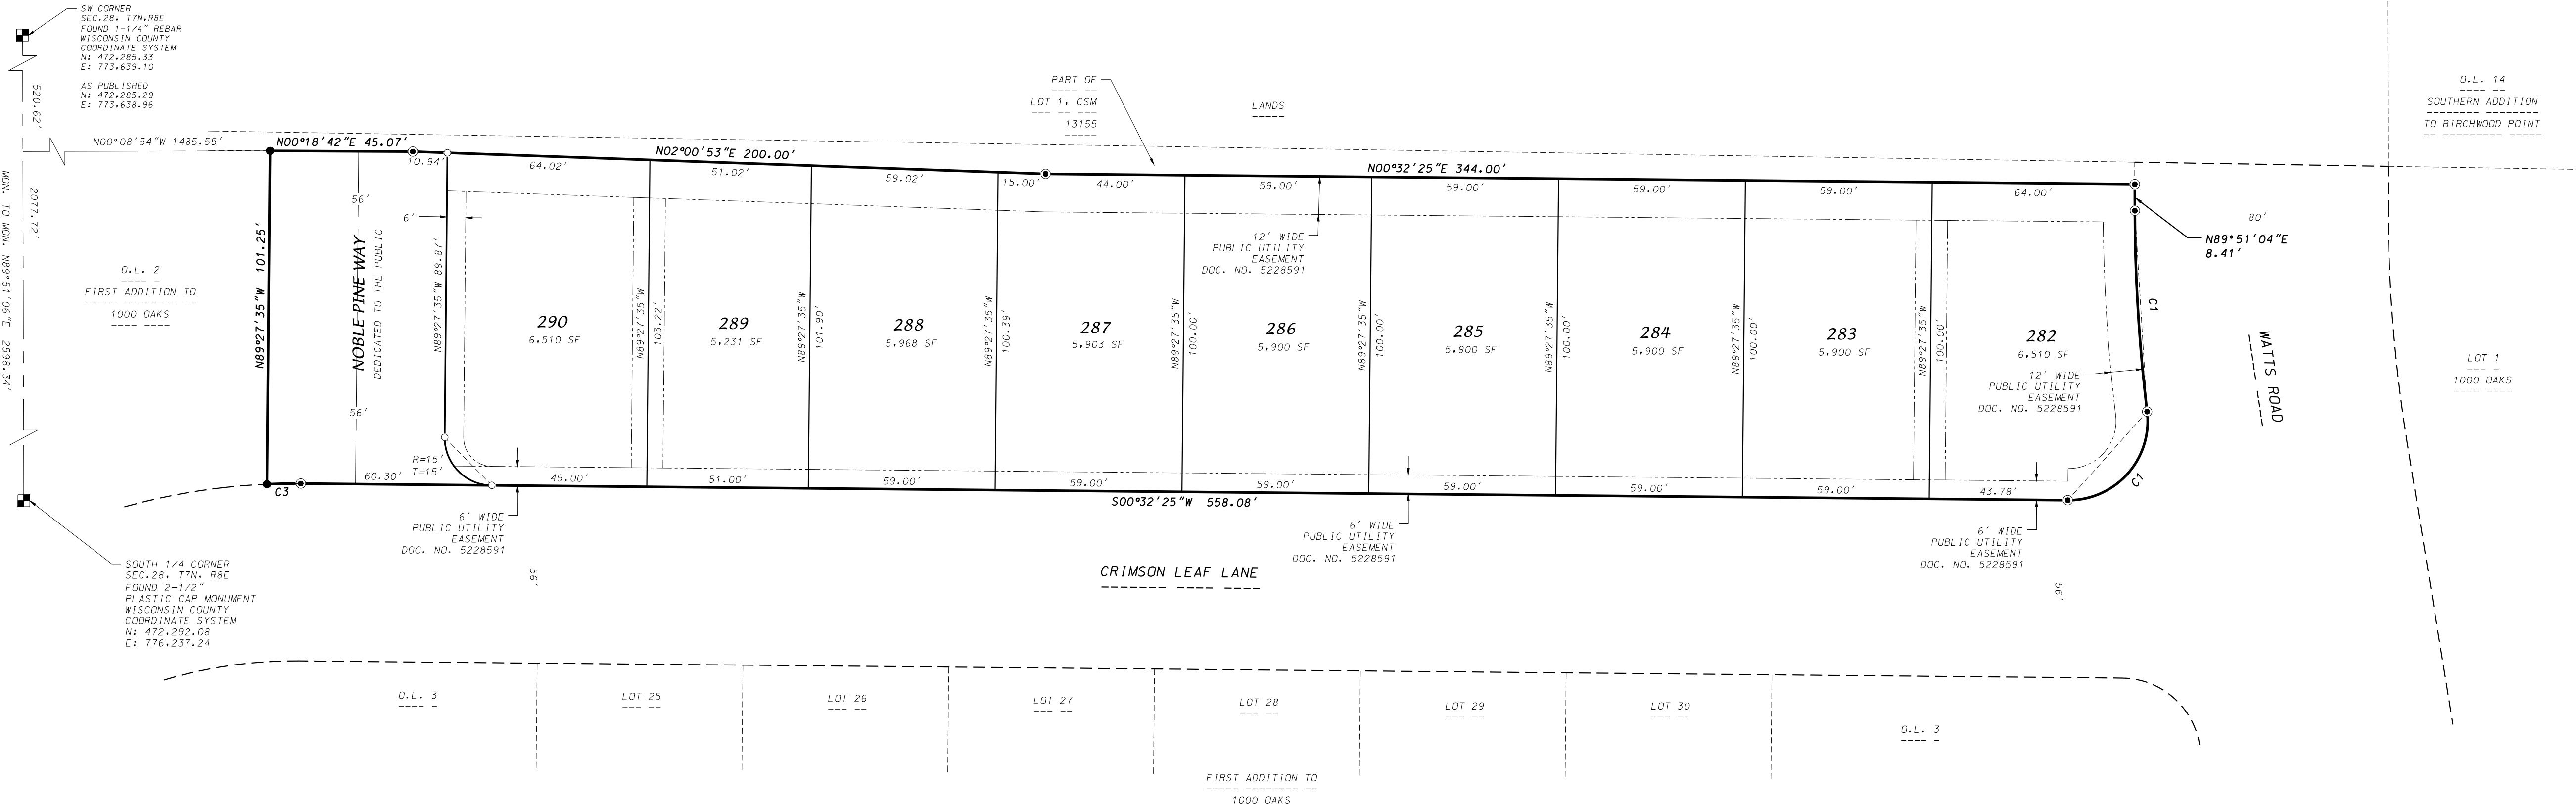 SW CORNER
SEC.28, T7N,R8E
FOUND 1-1/4" REBAR
WISCONSIN COUNTY
COORDINATE SYSTEM
N: 472,285.33
E: 773,639.10
AS PUBLISHED
N: 472,285.29
E: 773,638.96
520.62'
2077.72'
MON. TO MON. N89°51'06"E 2598.34'
N00°08'54"W 1485.55'
O.L. 2
FIRST ADDITION TO
1000 OAKS
SOUTH 1/4 CORNER
SEC.28, T7N, R8E
FOUND 2-1/2"
PLASTIC CAP MONUMENT
WISCONSIN COUNTY
COORDINATE SYSTEM
N: 472,292.08
E: 776,237.24
N00°18'42"E 45.07'
10.94'
N02°00'53"E 200.00'
64.02'
51.02'
59.02'
15.00'
N00°32'25"E 344.00'
44.00'
59.00'
59.00'
59.00'
59.00'
64.00'
PART OF
LOT 1, CSM
13155
LANDS
O.L. 14
SOUTHERN ADDITION
TO BIRCHWOOD POINT
N89°27'35"W 101.25'
56'
NOBLE PINE WAY
DEDICATED TO THE PUBLIC
56'
6'
N89°27'35"W 89.87'
290
6,510 SF
N89°27'35"W
103.22'
289
5,231 SF
N89°27'35"W
101.90'
288
5,968 SF
N89°27'35"W
100.39'
287
5,903 SF
N89°27'35"W
100.00'
286
5,900 SF
12' WIDE
PUBLIC UTILITY
EASEMENT
DOC. NO. 5228591
N89°27'35"W
100.00'
285
5,900 SF
N89°27'35"W
100.00'
284
5,900 SF
N89°27'35"W
100.00'
283
5,900 SF
N89°27'35"W
100.00'
282
6,510 SF
12' WIDE
PUBLIC UTILITY
EASEMENT
DOC. NO. 5228591
C1
C1
N89°51'04"E
8.41'
80'
WATTS ROAD
LOT 1
1000 OAKS
C3
60.30'
R=15'
T=15'
49.00'
51.00'
59.00'
59.00'
59.00'
59.00'
59.00'
59.00'
43.78'
S00°32'25"W 558.08'
6' WIDE
PUBLIC UTILITY
EASEMENT
DOC. NO. 5228591
6' WIDE
PUBLIC UTILITY
EASEMENT
DOC. NO. 5228591
6' WIDE
PUBLIC UTILITY
EASEMENT
DOC. NO. 5228591
56'
CRIMSON LEAF LANE
56'
O.L. 3
LOT 25
LOT 26
LOT 27
LOT 28
LOT 29
LOT 30
O.L. 3
FIRST ADDITION TO
1000 OAKS